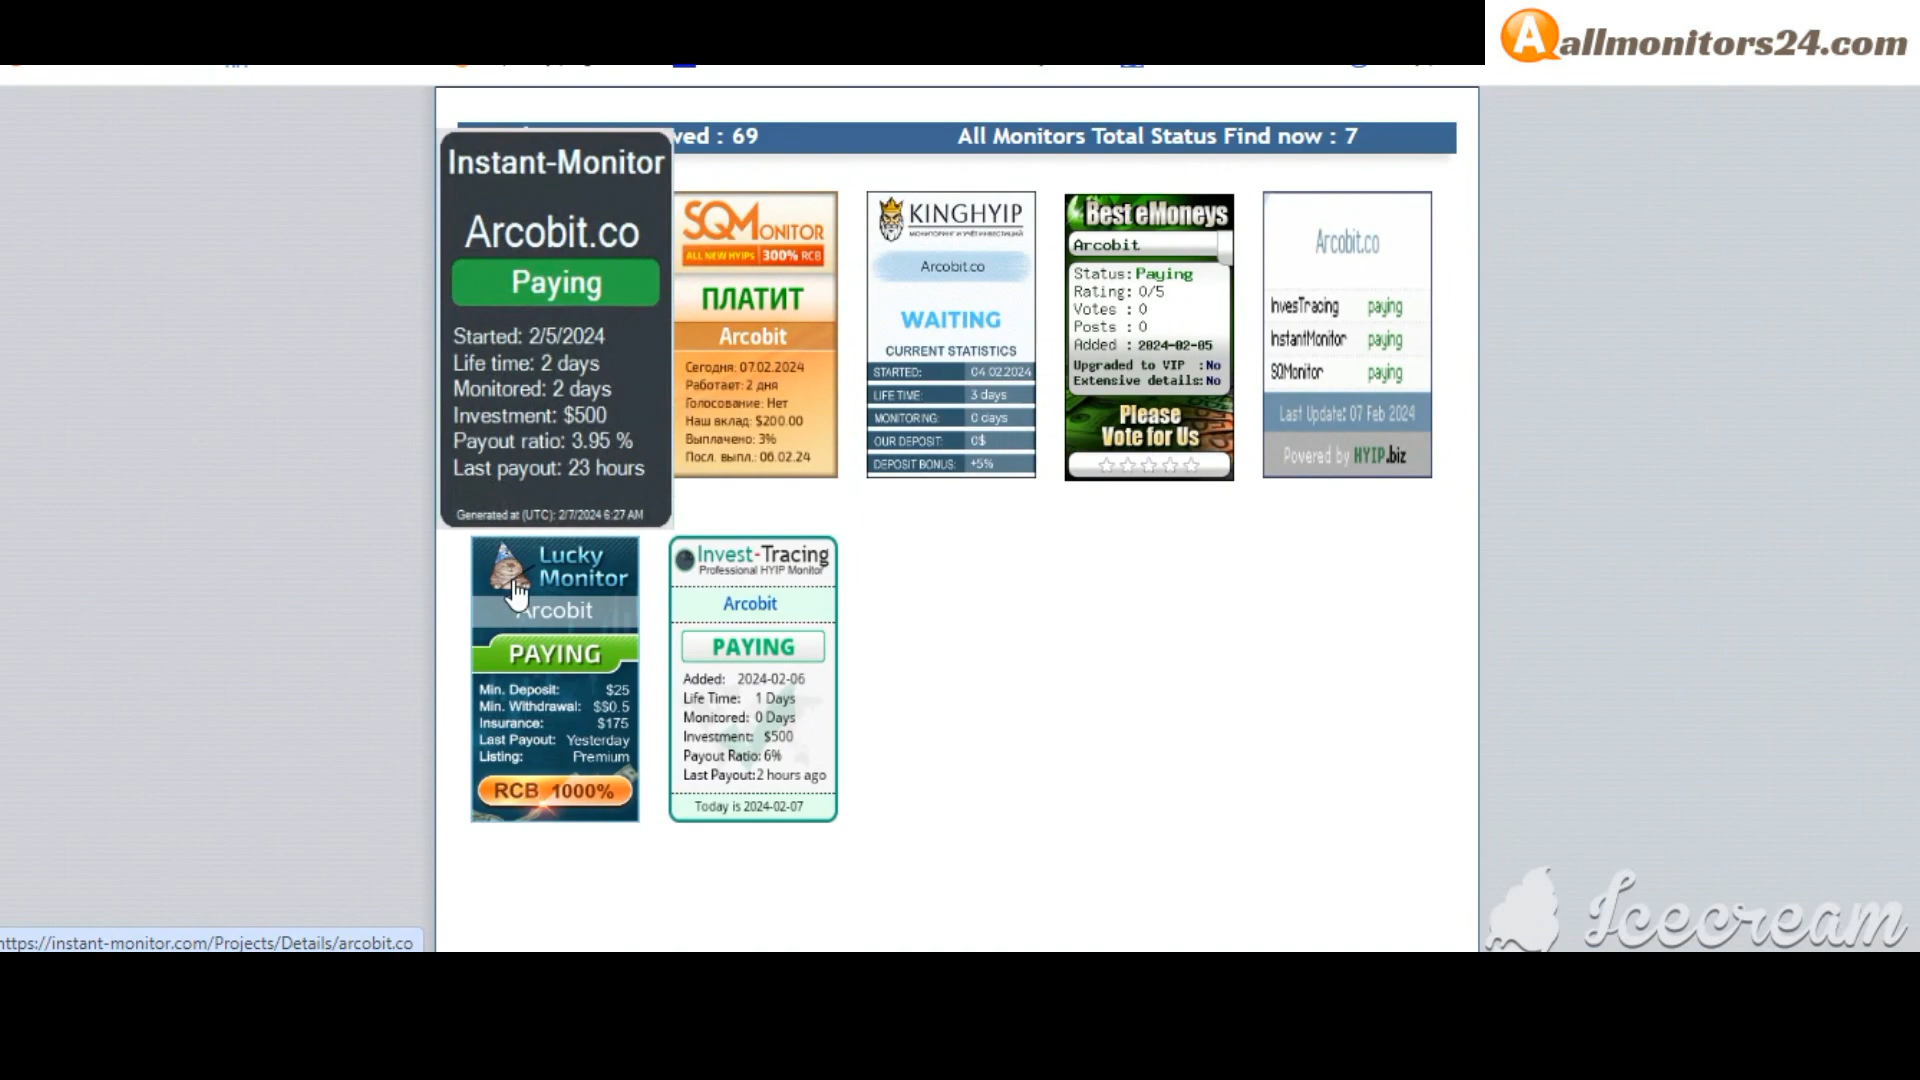 allmonitors24.com
ved : 69
All Monitors Total Status Find now : 7
Instant-Monitor
Arcobit.co
Paying
Started: 2/5/2024
Life time: 2 days
Monitored: 2 days
Investment: $500
Payout ratio: 3.95 %
Last payout: 23 hours
Generated at (UTC): 2/7/2024 6:27 AM
SQMONITOR
ALL NEW HYIPS 300% RCB
ПЛАТИТ
Arcobit
Сегодня: 07.02.2024
Работает: 2 дня
Голосование: Нет
Наш вклад: $200.00
Выплачено: 3%
Посл. выпл.: 06.02.24
KINGHYIP
МОНИТОРИНГ И УЧЁТ ИНВЕСТИЦИЙ
Arcobit.co
WAITING
CURRENT STATISTICS
STARTED: 04.02.2024
LIFE TIME: 3 days
MONITORING: 0 days
OUR DEPOSIT: 0$
DEPOSIT BONUS: +5%
Best eMoneys
Arcobit
Status: Paying
Rating: 0/5
Votes : 0
Posts : 0
Added : 2024-02-05
Upgraded to VIP :No
Extensive details:No
Please
Vote for Us
Arcobit.co
InvesTracing paying
InstantMonitor paying
SQMonitor paying
Last Update: 07 Feb 2024
Powered by HYIP.biz
Lucky
Monitor
Arcobit
PAYING
Min. Deposit: $25
Min. Withdrawal: $$0.5
Insurance: $175
Last Payout: Yesterday
Listing: Premium
RCB 1000%
Invest-Tracing
Professional HYIP Monitor
Arcobit
PAYING
Added: 2024-02-06
Life Time: 1 Days
Monitored: 0 Days
Investment: $500
Payout Ratio: 6%
Last Payout: 2 hours ago
Today is 2024-02-07
https://instant-monitor.com/Projects/Details/arcobit.co
Icecream